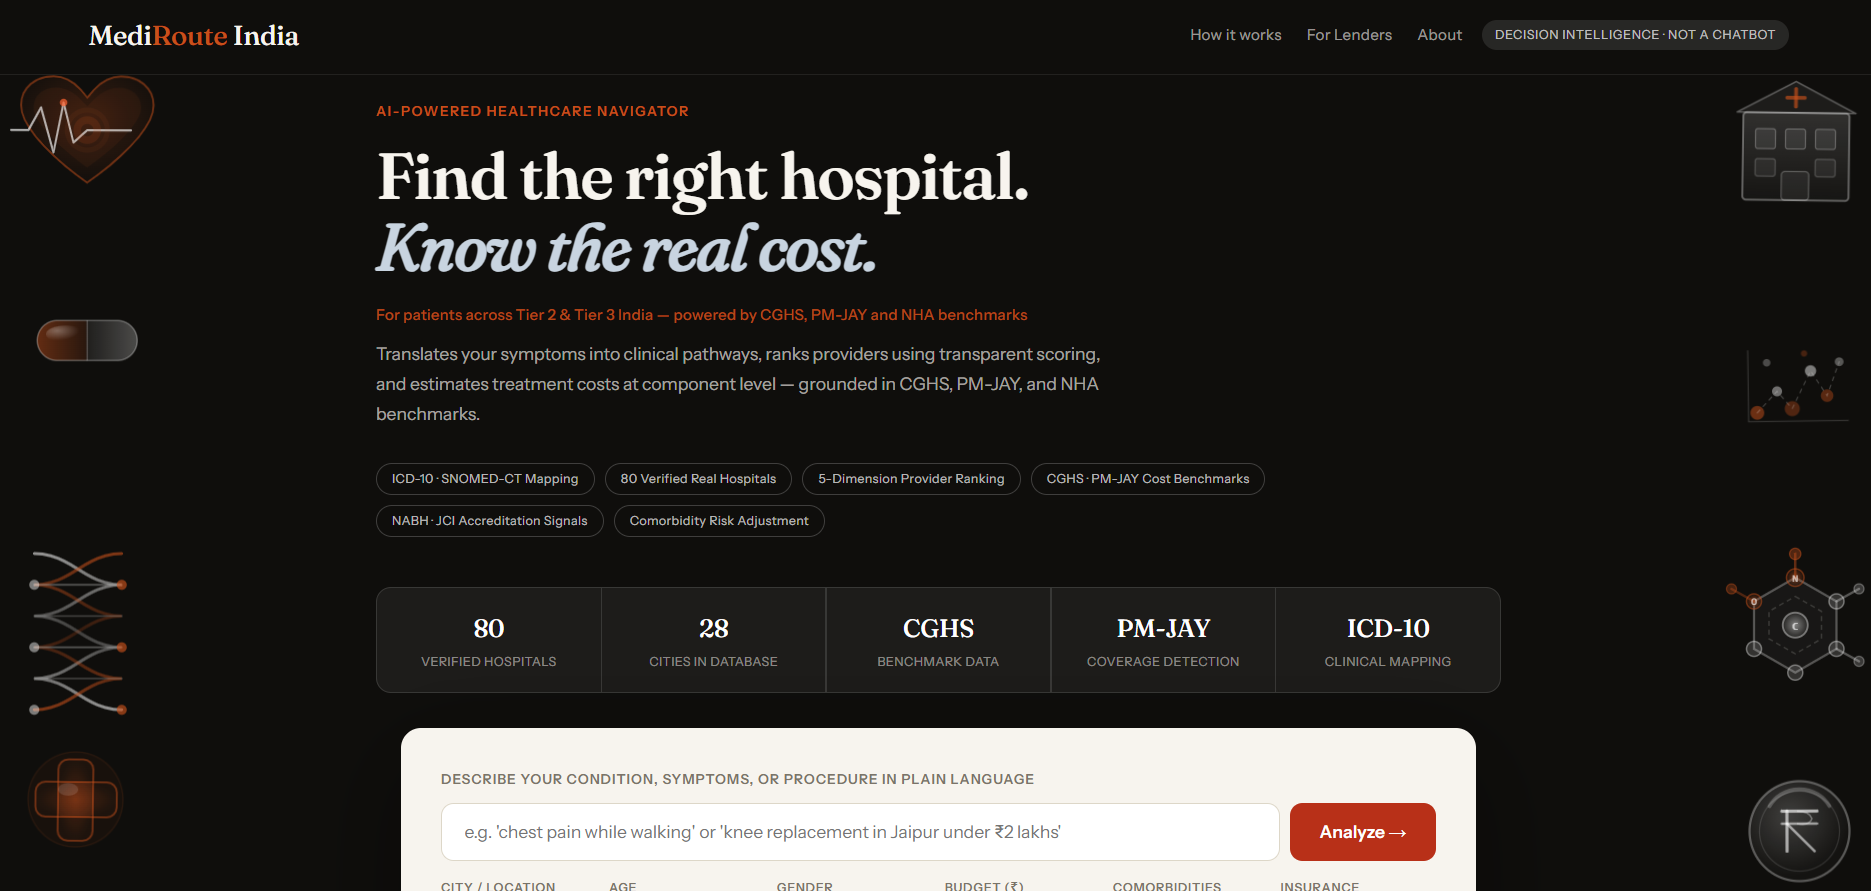 MediRoute India
How it works
For Lenders
About
DECISION INTELLIGENCE · NOT A CHATBOT
AI-POWERED HEALTHCARE NAVIGATOR
Find the right hospital.
Know the real cost.
For patients across Tier 2 & Tier 3 India — powered by CGHS, PM-JAY and NHA benchmarks
Translates your symptoms into clinical pathways, ranks providers using transparent scoring,
and estimates treatment costs at component level — grounded in CGHS, PM-JAY, and NHA
benchmarks.
ICD-10 · SNOMED-CT Mapping
80 Verified Real Hospitals
5-Dimension Provider Ranking
CGHS · PM-JAY Cost Benchmarks
NABH · JCI Accreditation Signals
Comorbidity Risk Adjustment
80
VERIFIED HOSPITALS
28
CITIES IN DATABASE
CGHS
BENCHMARK DATA
PM-JAY
COVERAGE DETECTION
ICD-10
CLINICAL MAPPING
N
O
C
DESCRIBE YOUR CONDITION, SYMPTOMS, OR PROCEDURE IN PLAIN LANGUAGE
e.g. 'chest pain while walking' or 'knee replacement in Jaipur under ₹2 lakhs'
Analyze →
₹
CITY / LOCATION
AGE
GENDER
BUDGET (₹)
COMORBIDITIES
INSURANCE